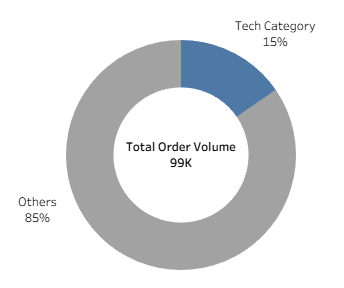 Tech Category
15%
Total Order Volume
99K
Others
85%